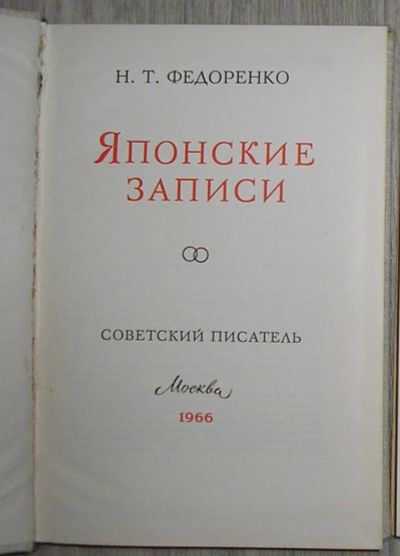 Н. Т. ФЕДОРЕНКО
ЯПОНСКИЕ
ЗАПИСИ
СОВЕТСКИЙ ПИСАТЕЛЬ
Москва
1966